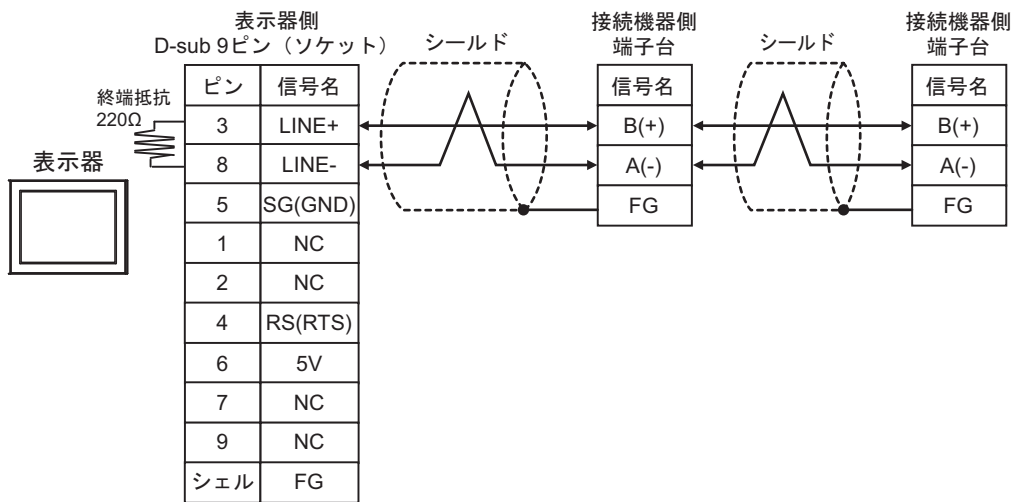 表示器側
D-sub 9ピン（ソケット）
シールド
接続機器側
端子台
シールド
接続機器側
端子台
終端抵抗
220Ω
表示器
ピン 信号名
3 LINE+
8 LINE-
5 SG(GND)
1 NC
2 NC
4 RS(RTS)
6 5V
7 NC
9 NC
シェル FG
信号名
B(+)
A(-)
FG
信号名
B(+)
A(-)
FG